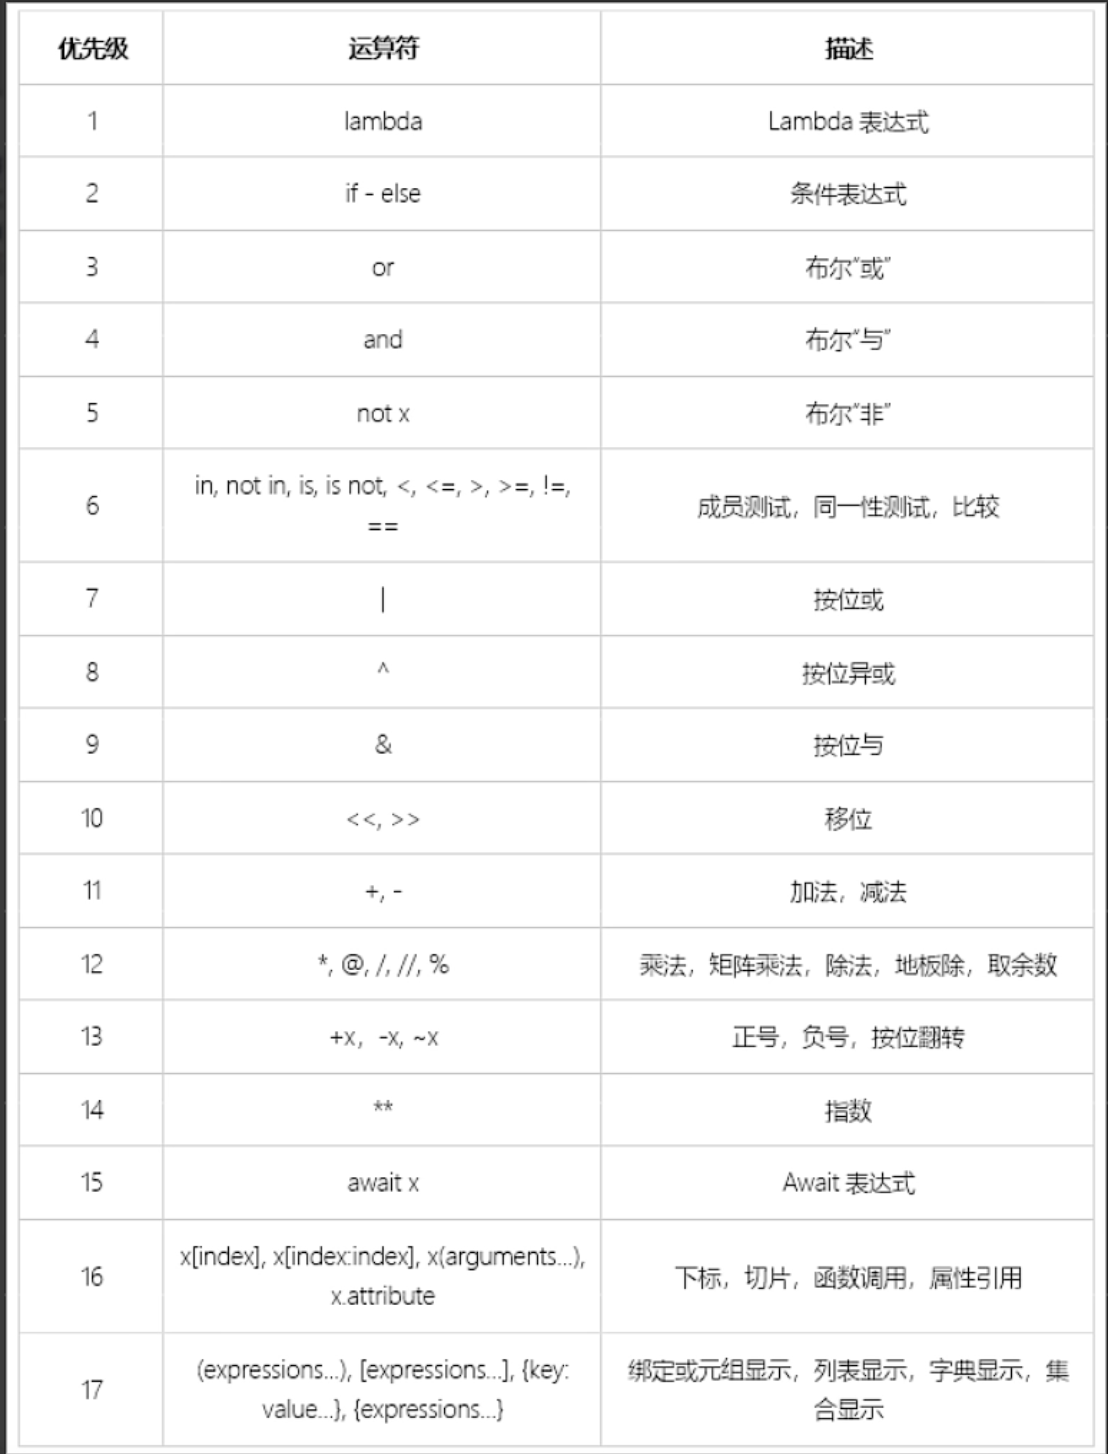 优先级 运算符 描述
1 lambda Lambda 表达式
2 if - else 条件表达式
3 or 布尔“或”
4 and 布尔“与”
5 not x 布尔“非”
6 in, not in, is, is not, <, <=, >, >=, !=, 成员测试，同一性测试，比较
==
7 | 按位或
8 ^ 按位异或
9 & 按位与
10 <<, >> 移位
11 +, - 加法，减法
12 *, @, /, //, % 乘法，矩阵乘法，除法，地板除，取余数
13 +x，-x, ~x 正号，负号，按位翻转
14 ** 指数
15 await x Await 表达式
16 x[index], x[index:index], x(arguments...), 下标，切片，函数调用，属性引用
x.attribute
17 (expressions...), [expressions...], {key: 绑定或元组显示，列表显示，字典显示，集
value...}, {expressions...} 合显示